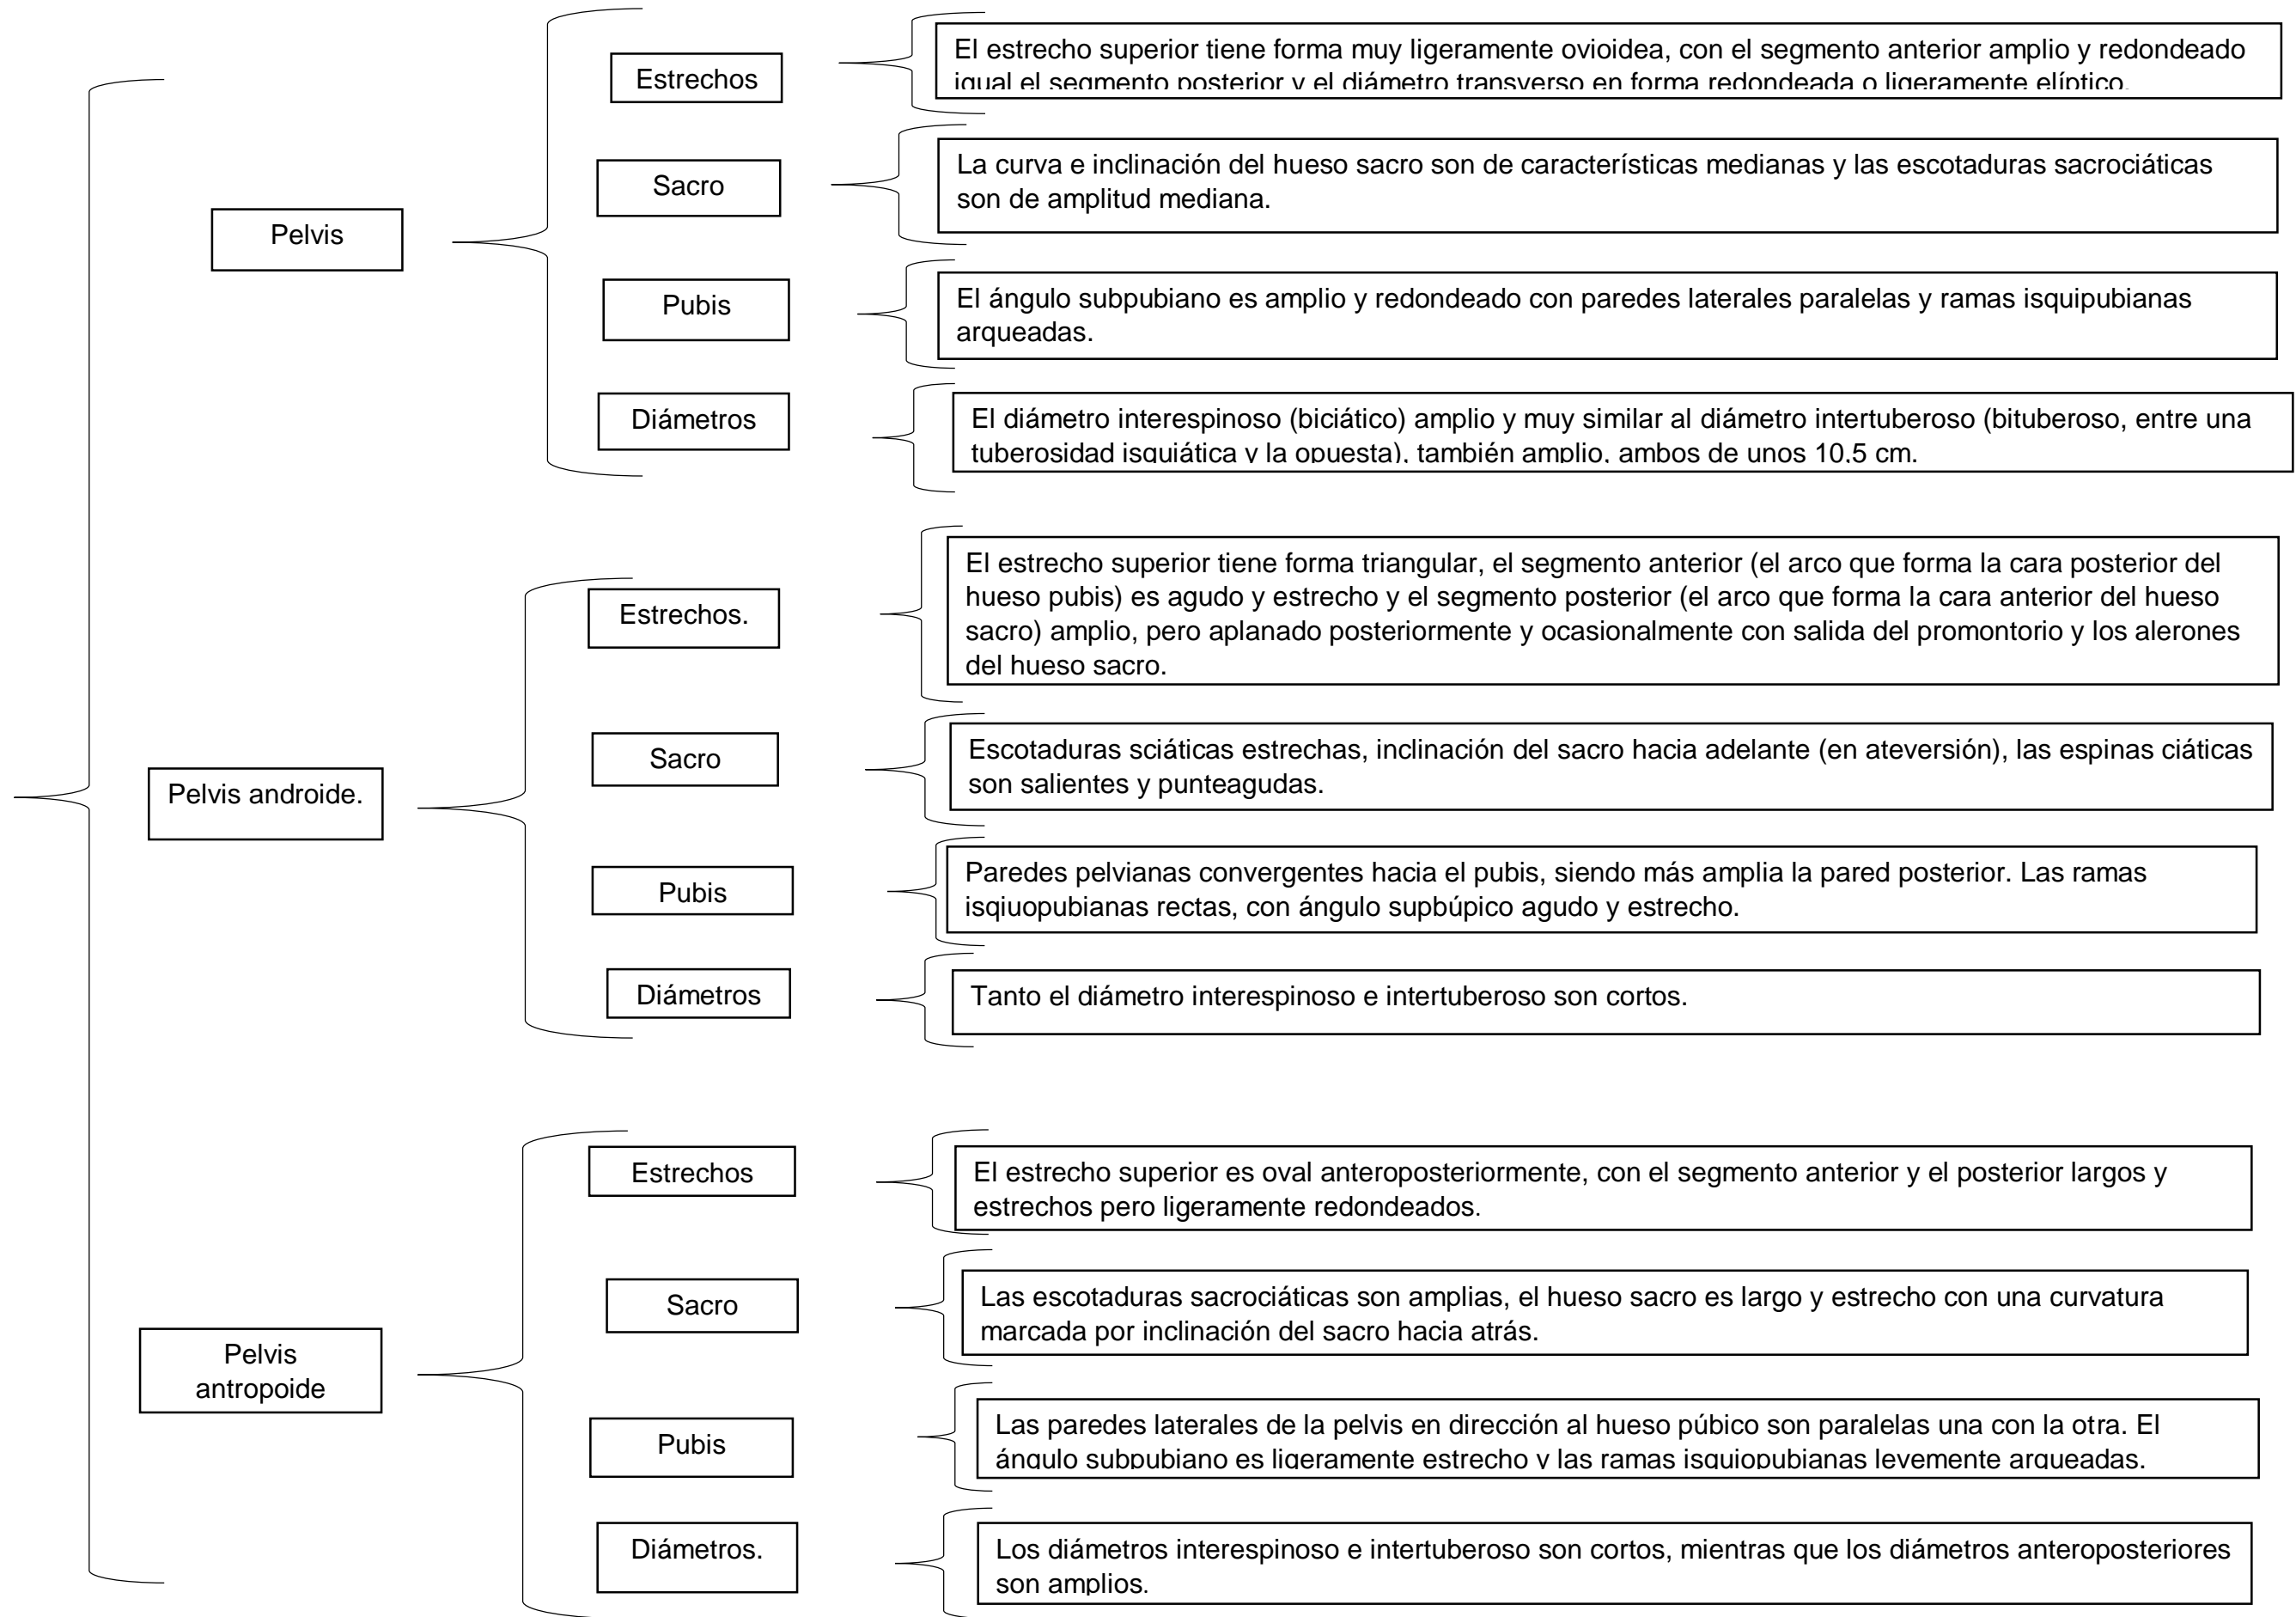 Pelvis
Estrechos
El estrecho superior tiene forma muy ligeramente ovioidea, con el segmento anterior amplio y redondeado
igual el segmento posterior y el diámetro transverso en forma redondeada o ligeramente elíptico.
Sacro
La curva e inclinación del hueso sacro son de características medianas y las escotaduras sacrociáticas
son de amplitud mediana.
Pubis
El ángulo subpubiano es amplio y redondeado con paredes laterales paralelas y ramas isquipubianas
arqueadas.
Diámetros
El diámetro interespinoso (biciático) amplio y muy similar al diámetro intertuberoso (bituberoso, entre una
tuberosidad isquiática y la opuesta), también amplio, ambos de unos 10.5 cm.
Pelvis androide.
Estrechos.
El estrecho superior tiene forma triangular, el segmento anterior (el arco que forma la cara posterior del
hueso pubis) es agudo y estrecho y el segmento posterior (el arco que forma la cara anterior del hueso
sacro) amplio, pero aplanado posteriormente y ocasionalmente con salida del promontorio y los alerones
del hueso sacro.
Sacro
Escotaduras sciáticas estrechas, inclinación del sacro hacia adelante (en ateversión), las espinas ciáticas
son salientes y punteagudas.
Pubis
Paredes pelvianas convergentes hacia el pubis, siendo más amplia la pared posterior. Las ramas
isqiuopubianas rectas, con ángulo supbúpico agudo y estrecho.
Diámetros
Tanto el diámetro interespinoso e intertuberoso son cortos.
Pelvis
antropoide
Estrechos
El estrecho superior es oval anteroposteriormente, con el segmento anterior y el posterior largos y
estrechos pero ligeramente redondeados.
Sacro
Las escotaduras sacrociáticas son amplias, el hueso sacro es largo y estrecho con una curvatura
marcada por inclinación del sacro hacia atrás.
Pubis
Las paredes laterales de la pelvis en dirección al hueso púbico son paralelas una con la otra. El
ángulo subpubiano es ligeramente estrecho y las ramas isquiopubianas levemente arqueadas.
Diámetros.
Los diámetros interespinoso e intertuberoso son cortos, mientras que los diámetros anteroposteriores
son amplios.